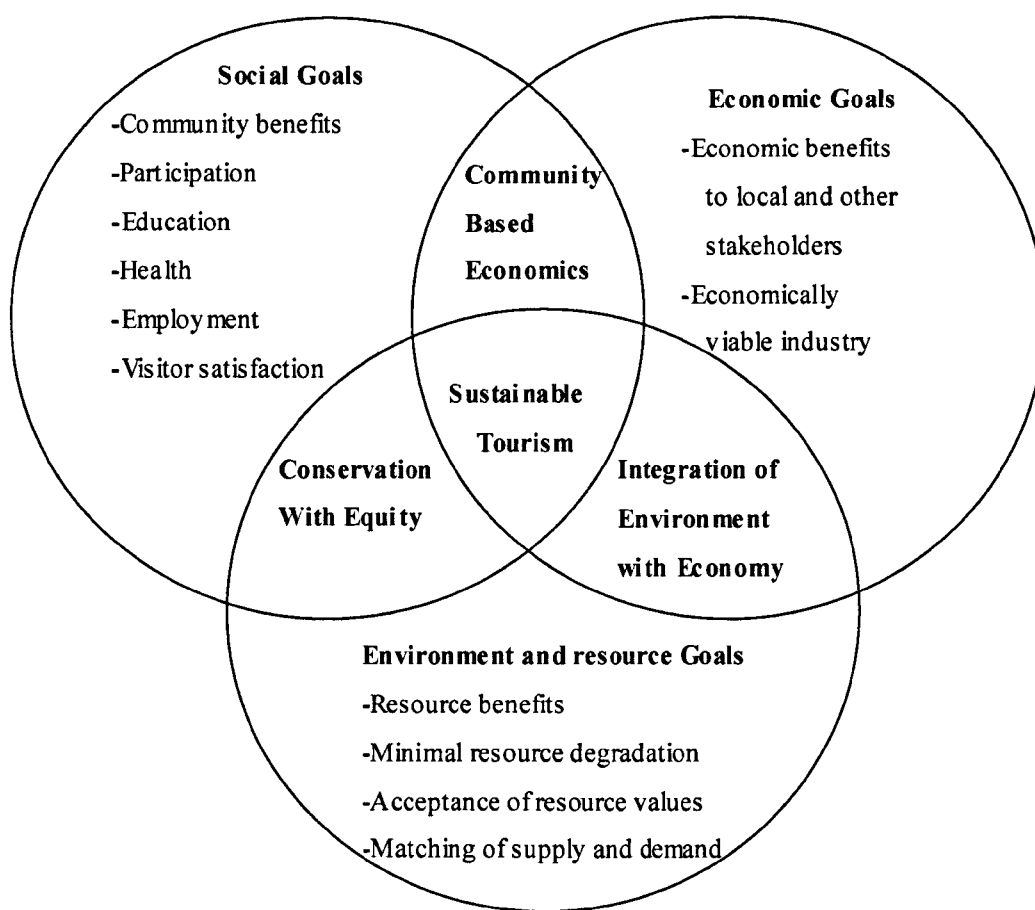 Social Goals
-Community benefits
-Participation
-Education
-Health
-Employment
-Visitor satisfaction
Community
Based
Economics
Economic Goals
-Economic benefits
to local and other
stakeholders
-Economically
viable industry
Sustainable
Tourism
Conservation
With Equity
Integration of
Environment
with Economy
Environment and resource Goals
-Resource benefits
-Minimal resource degradation
-Acceptance of resource values
-Matching of supply and demand